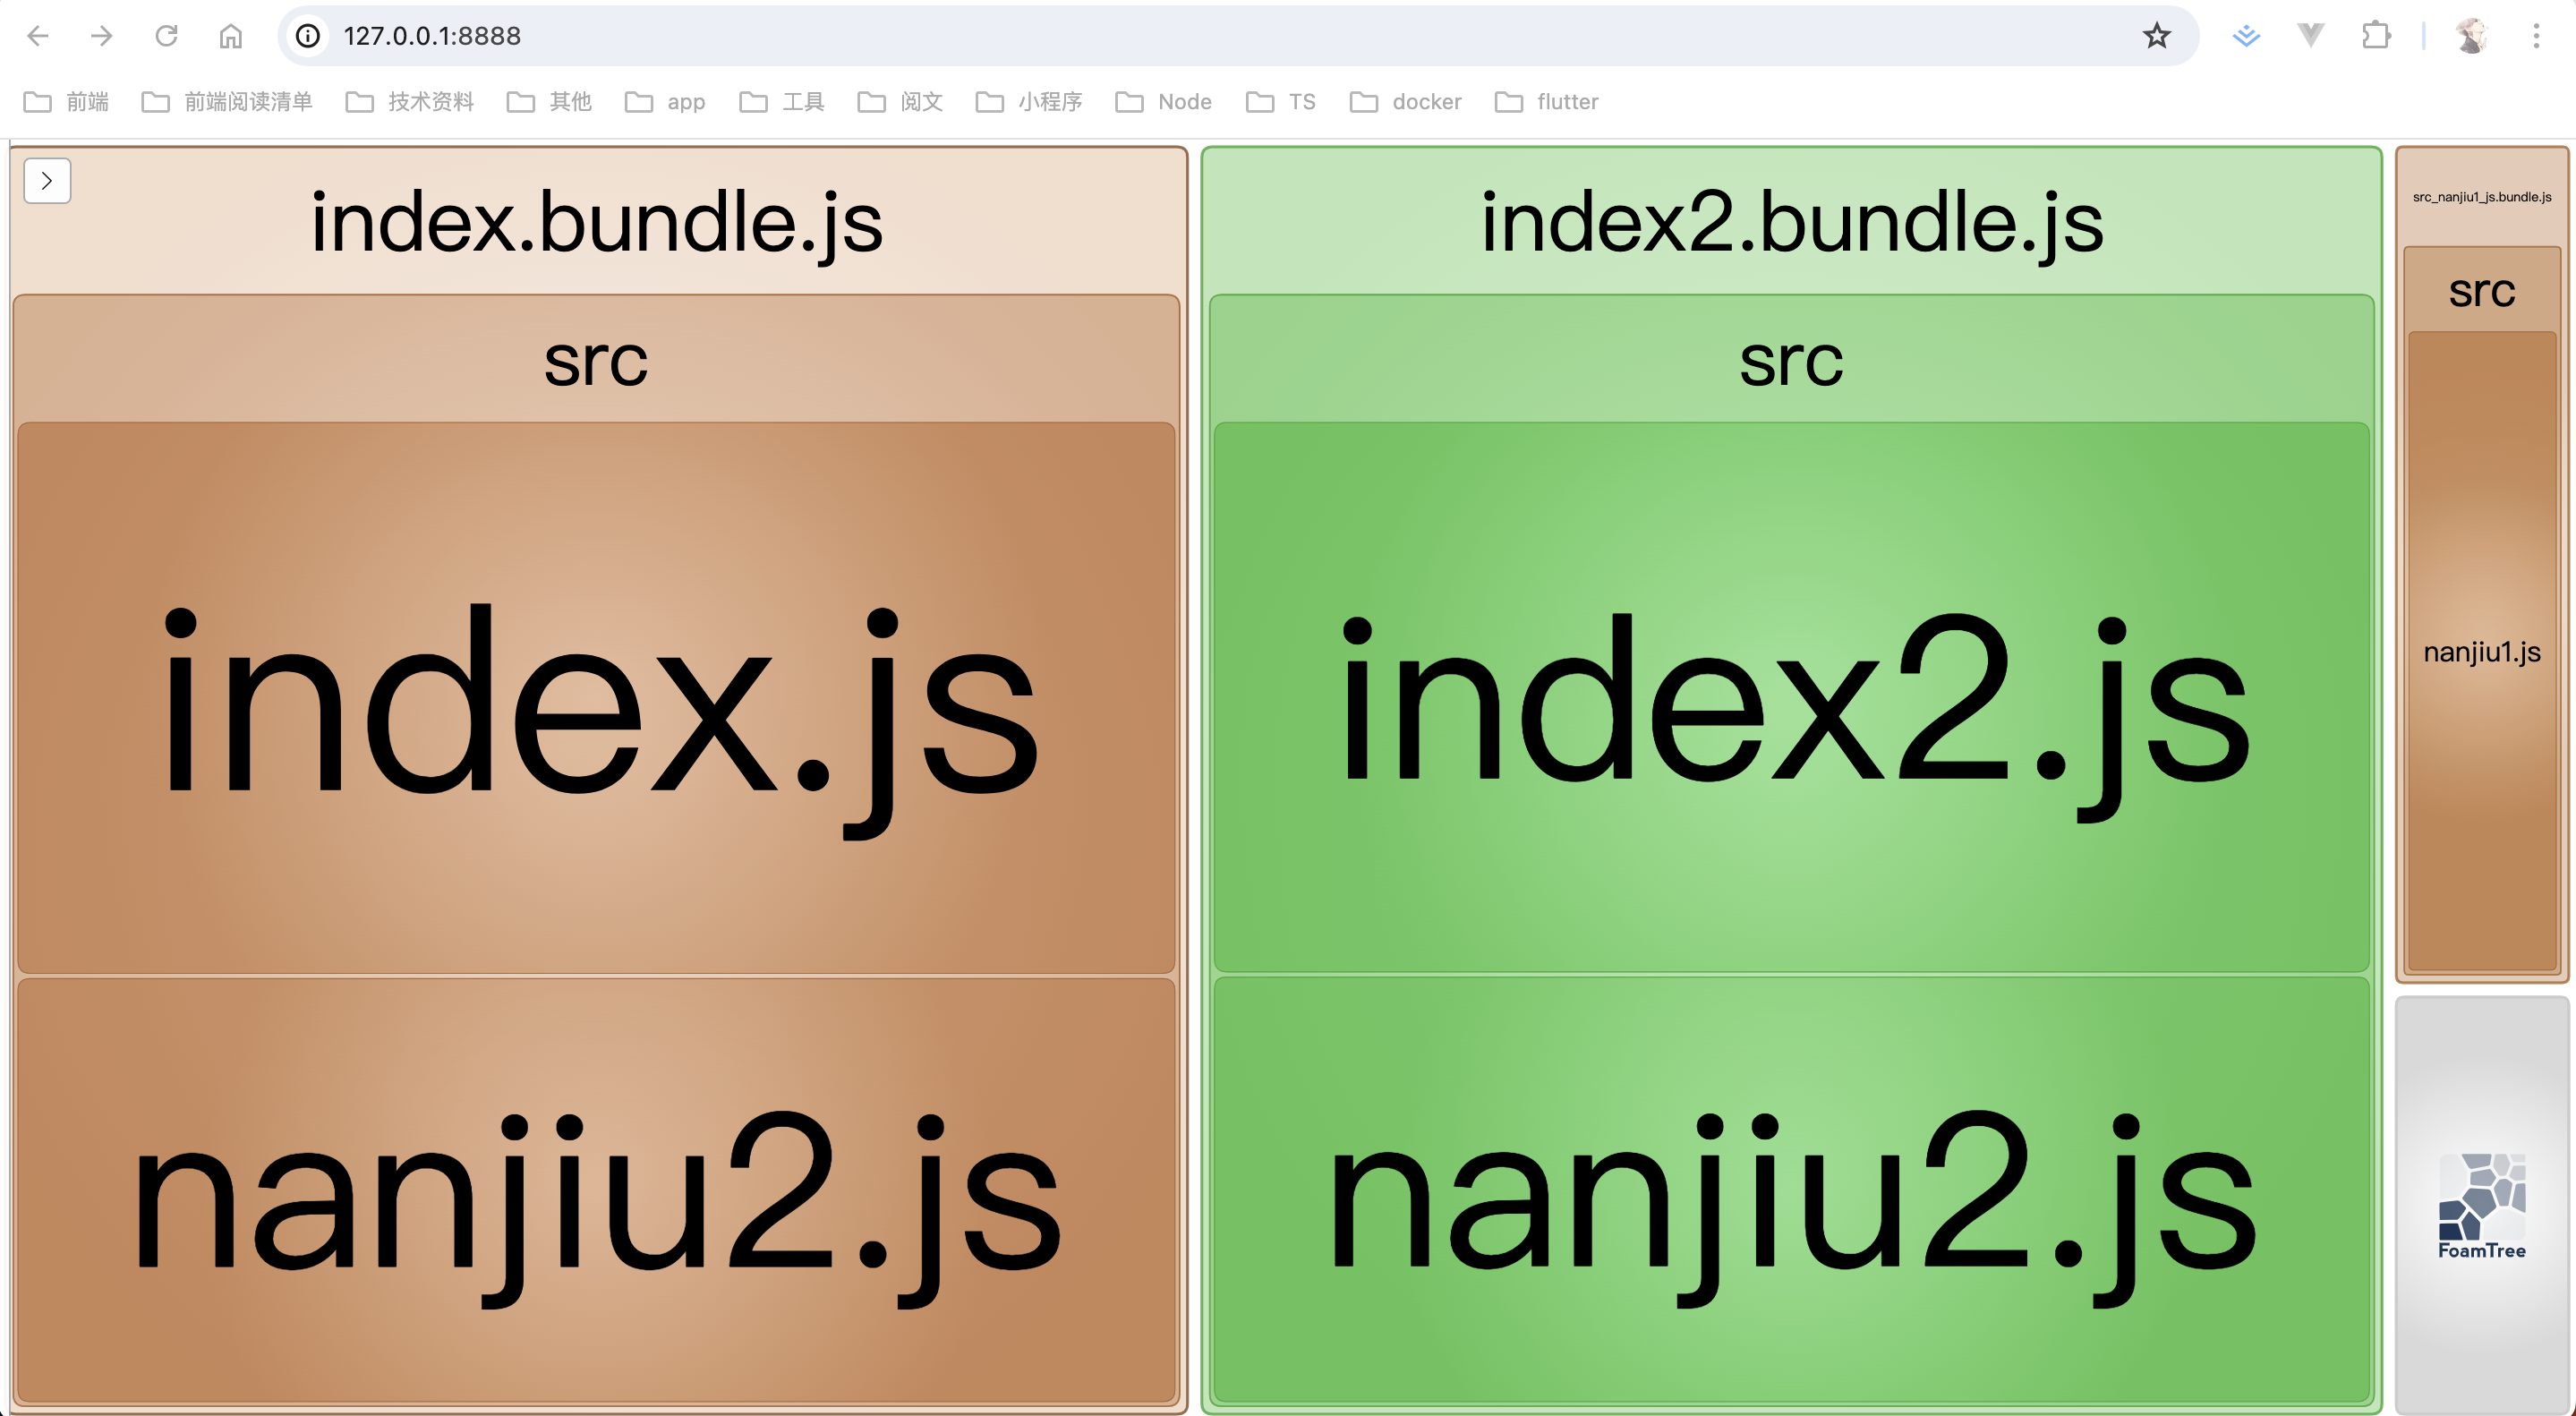 127.0.0.1:8888
前端 前端阅读清单 技术资料 其他 app 工具 阅文 小程序 Node TS docker flutter
index.bundle.js
src
index.js
nanjiu2.js
index2.bundle.js
src
index2.js
nanjiu2.js
src_nanjiu1_js.bundle.js
src
nanjiu1.js
FoamTree